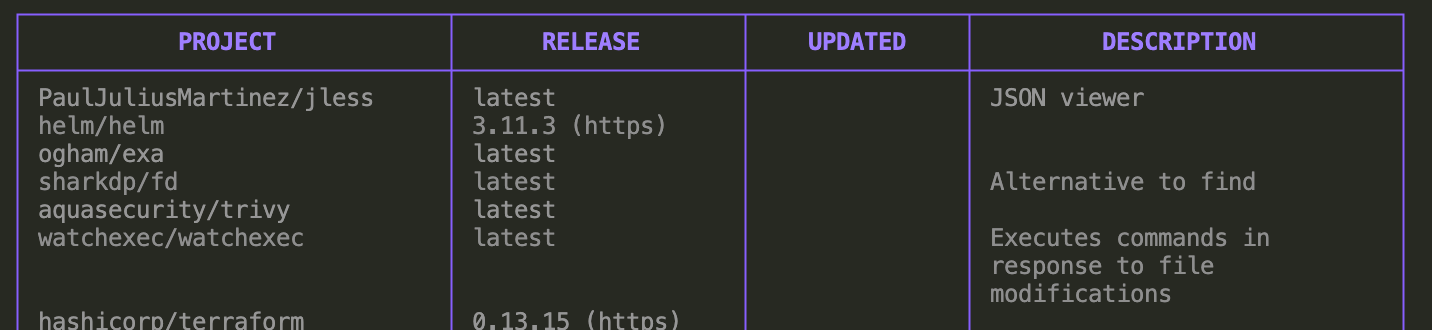 PROJECT RELEASE UPDATED DESCRIPTION
PaulJuliusMartinez/jless latest JSON viewer
helm/helm 3.11.3 (https)
ogham/exa latest
sharkdp/fd latest Alternative to find
aquasecurity/trivy latest
watchexec/watchexec latest Executes commands in
response to file
modifications
hashicorp/terraform 0.13.15 (https)